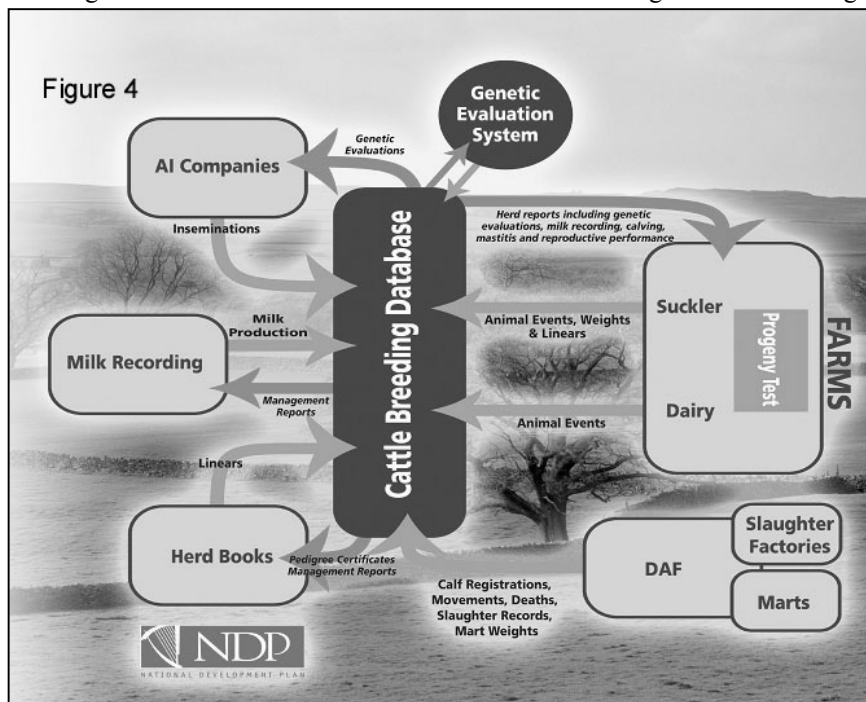 Figure 4
Genetic
Evaluation
System
Genetic
Evaluations
AI Companies
Inseminations
Herd reports including genetic
evaluations, milk recording, calving,
mastitis and reproductive performance
Cattle Breeding Database
Suckler
Progeny Test
FARMS
Animal Events, Weights
& Linears
Milk
Production
Milk Recording
Management
Reports
Dairy
Animal Events
Linears
Herd Books
Pedigree Certificates
Management Reports
Calf Registrations,
Movements, Deaths,
Slaughter Records,
Mart Weights
DAF
Slaughter
Factories
Marts
NDP
NATIONAL DEVELOPMENT PLAN